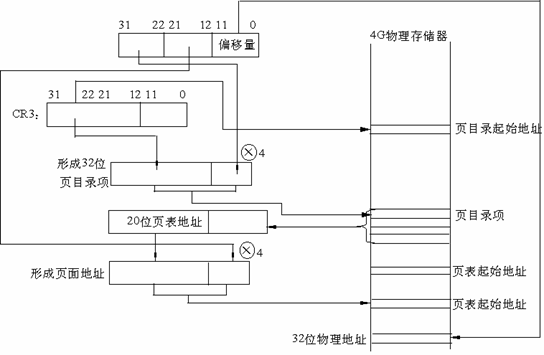 31 22 21 12 11 0
偏移量
4G物理存储器
31 22 21 12 11 0
CR3:
页目录起始地址
⊗4
形成32位
页目录项
20位页表地址
页目录项
⊗4
形成页面地址
页表起始地址
页表起始地址
32位物理地址